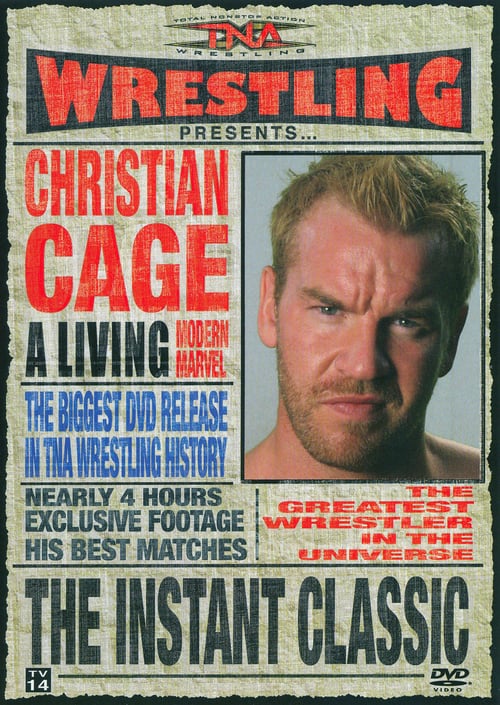 TOTAL NONSTOP ACTION
TNA
WRESTLING
WRESTLING
PRESENTS...
CHRISTIAN
CAGE
A LIVING
MODERN
MARVEL
THE BIGGEST DVD RELEASE
IN TNA WRESTLING HISTORY
NEARLY 4 HOURS
EXCLUSIVE FOOTAGE
HIS BEST MATCHES
THE
GREATEST
WRESTLER
IN THE
UNIVERSE
THE INSTANT CLASSIC
TV
14
DVD
VIDEO